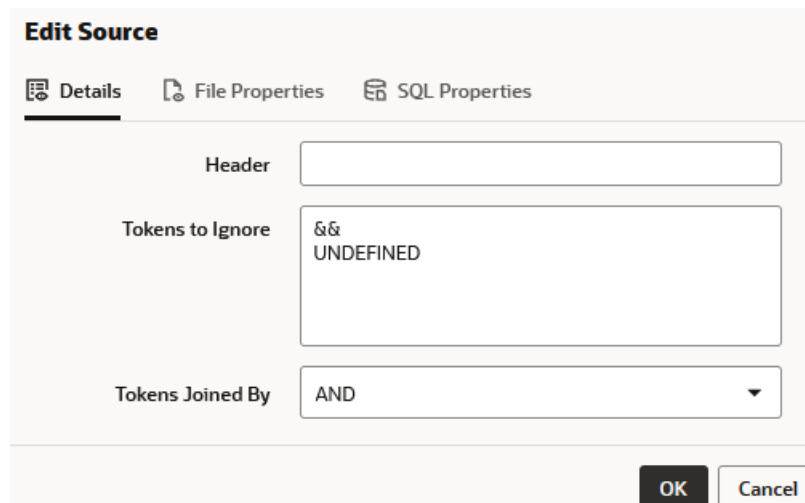 Edit Source
Details File Properties SQL Properties
Header
Tokens to Ignore
&&
UNDEFINED
Tokens Joined By AND
OK Cancel